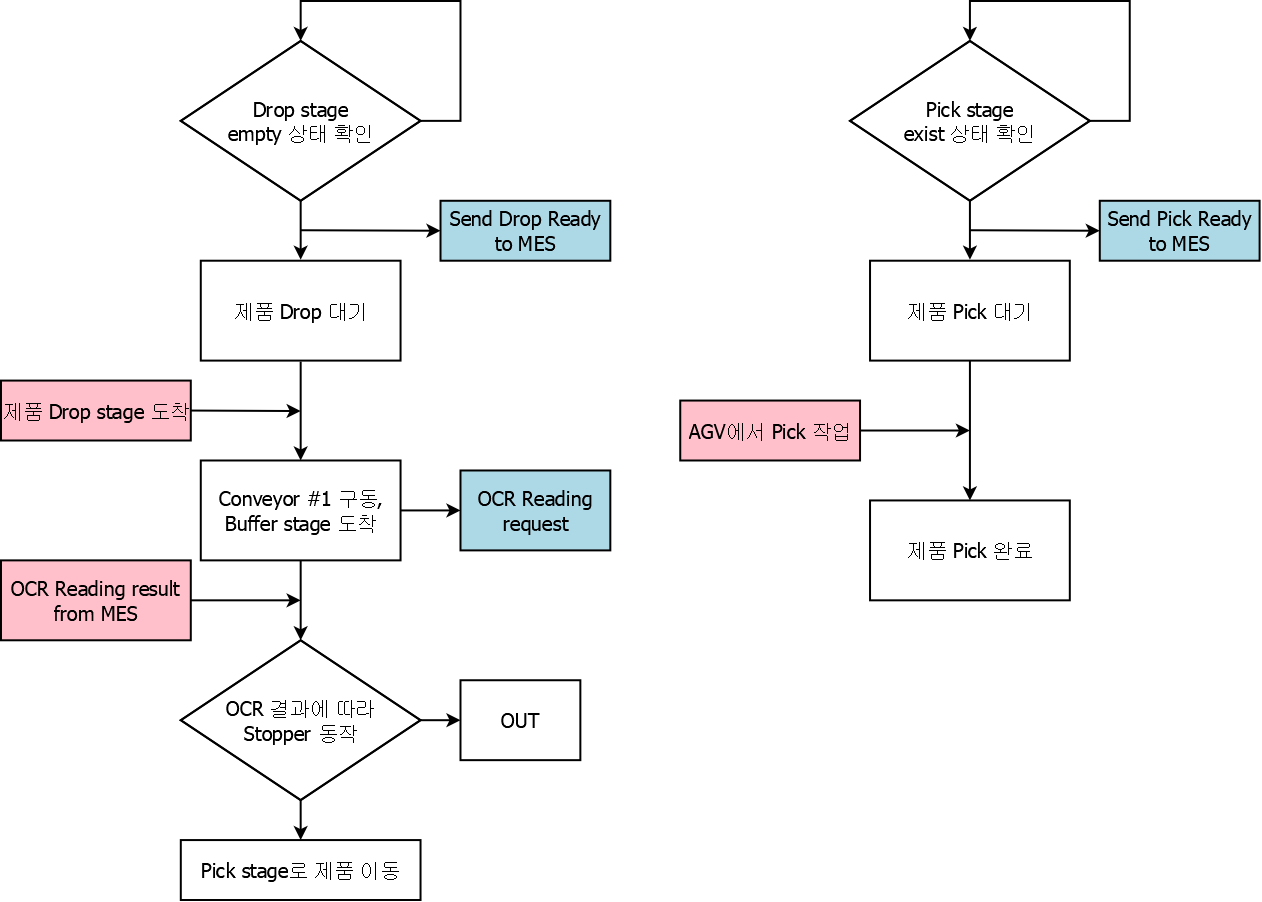 Drop stage
empty 상태 확인
Send Drop Ready
to MES
제품 Drop 대기
제품 Drop stage 도착
Conveyor #1 구동,
Buffer stage 도착
OCR Reading
request
OCR Reading result
from MES
OCR 결과에 따라
Stopper 동작
OUT
Pick stage로 제품 이동
Pick stage
exist 상태 확인
Send Pick Ready
to MES
제품 Pick 대기
AGV에서 Pick 작업
제품 Pick 완료